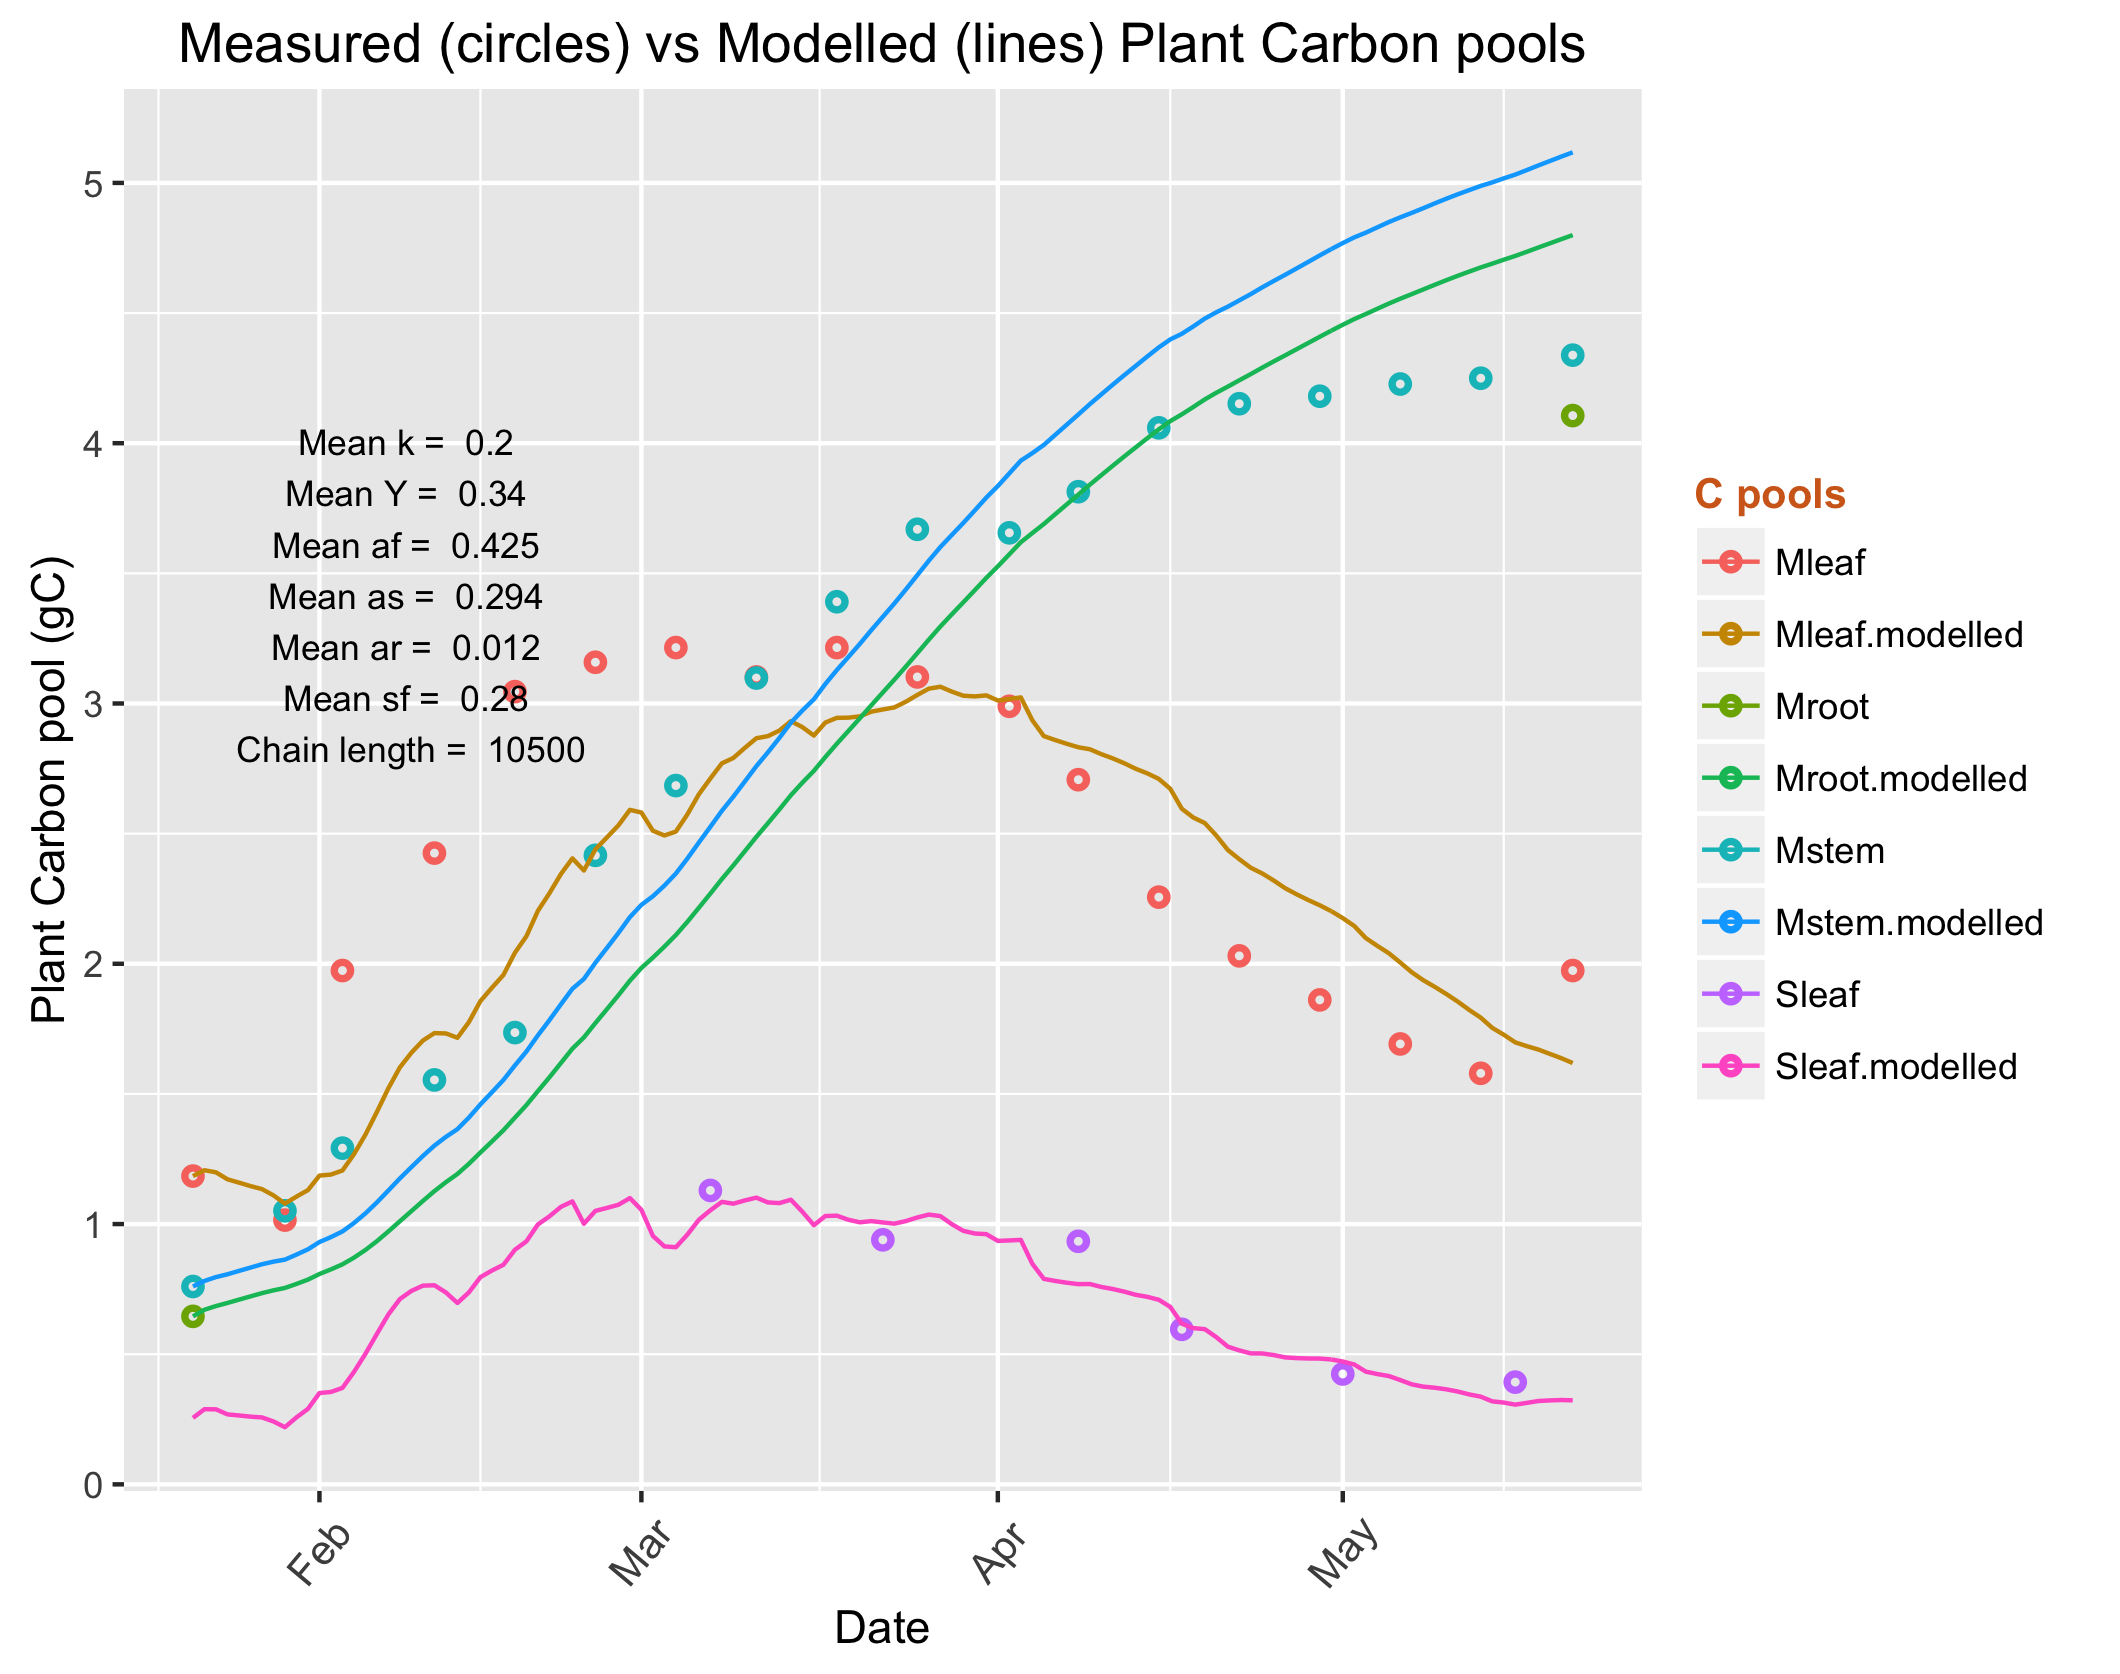 Measured (circles) vs Modelled (lines) Plant Carbon pools
Plant Carbon pool (gC)
5
4
3
2
1
0
Mean k = 0.2
Mean Y = 0.34
Mean af = 0.425
Mean as = 0.294
Mean ar = 0.012
Mean sf = 0.28
Chain length = 10500
Feb
Mar
Apr
May
Date
C pools
Mleaf
Mleaf.modelled
Mroot
Mroot.modelled
Mstem
Mstem.modelled
Sleaf
Sleaf.modelled